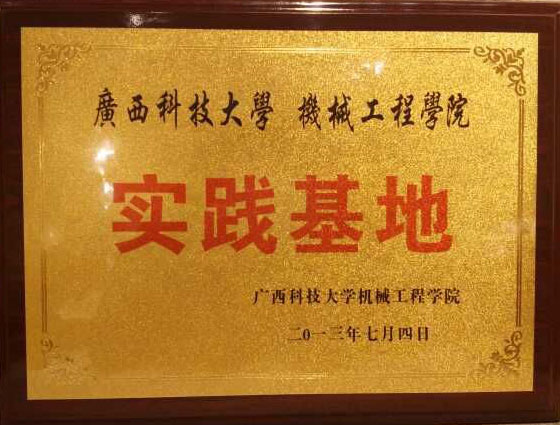 廣西科技大學 機械工程學院
实践基地
广西科技大学机械工程学院
二0一三年七月四日